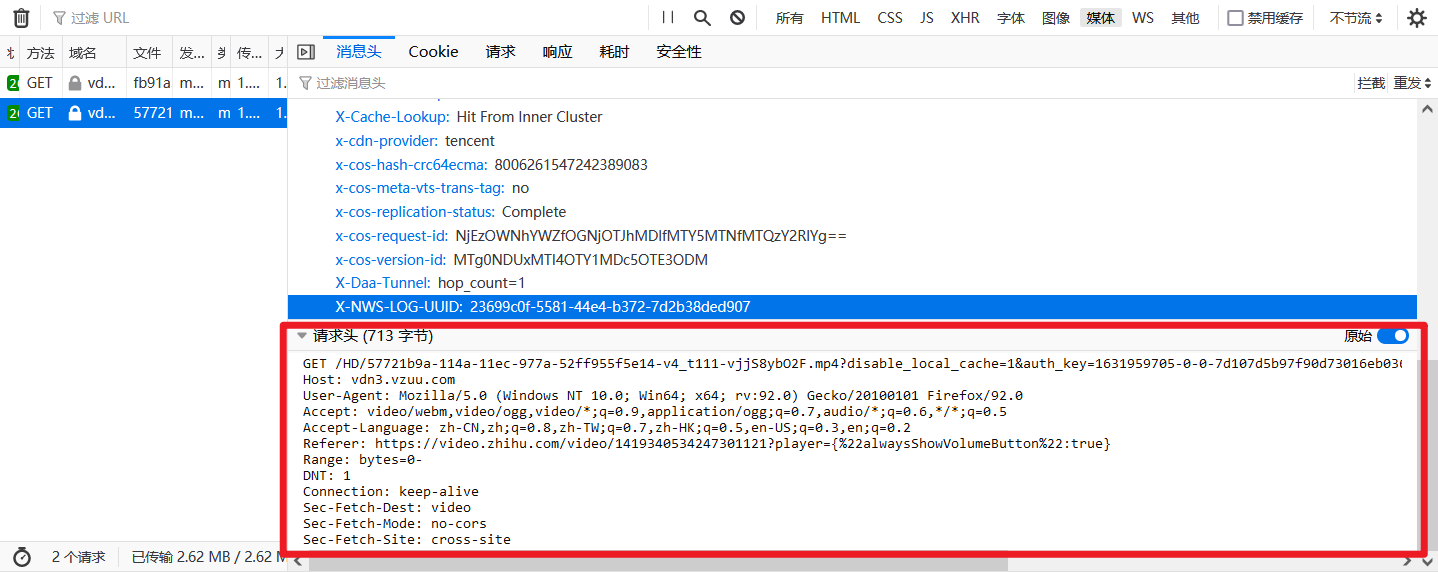 过滤 URL
所有 HTML CSS JS XHR 字体 图像 媒体 WS 其他 禁用缓存 不节流
方法 域名 文件 发... 传...
消息头 Cookie 请求 响应 耗时 安全性
GET vd... fb91a m... m 1.... 1.
过滤消息头
拦截 重发
GET vd... 57721 m... m 1.... 1.
X-Cache-Lookup: Hit From Inner Cluster
x-cdn-provider: tencent
x-cos-hash-crc64ecma: 8006261547242389083
x-cos-meta-vts-trans-tag: no
x-cos-replication-status: Complete
x-cos-request-id: NjEzOWNhYWZfOGNjOTJhMDlfMTY5MTNfMTQzY2RlYg==
x-cos-version-id: MTg0NDUxMTI4OTY1MDc5OTE3ODM
X-Daa-Tunnel: hop_count=1
X-NWS-LOG-UUID: 23699c0f-5581-44e4-b372-7d2b38ded907
请求头 (713 字节)
原始
GET /HD/57721b9a-114a-11ec-977a-52ff955f5e14-v4_t111-vjjS8ybO2F.mp4?disable_local_cache=1&auth_key=1631959705-0-0-7d107d5b97f90d73016eb03
Host: vdn3.vzuu.com
User-Agent: Mozilla/5.0 (Windows NT 10.0; Win64; x64; rv:92.0) Gecko/20100101 Firefox/92.0
Accept: video/webm,video/ogg,video/*;q=0.9,application/ogg;q=0.7,audio/*;q=0.6,*/*;q=0.5
Accept-Language: zh-CN,zh;q=0.8,zh-TW;q=0.7,zh-HK;q=0.5,en-US;q=0.3,en;q=0.2
Referer: https://video.zhihu.com/video/1419340534247301121?player={%22alwaysShowVolumeButton%22:true}
Range: bytes=0-
DNT: 1
Connection: keep-alive
Sec-Fetch-Dest: video
Sec-Fetch-Mode: no-cors
Sec-Fetch-Site: cross-site
2 个请求 已传输 2.62 MB / 2.62 M